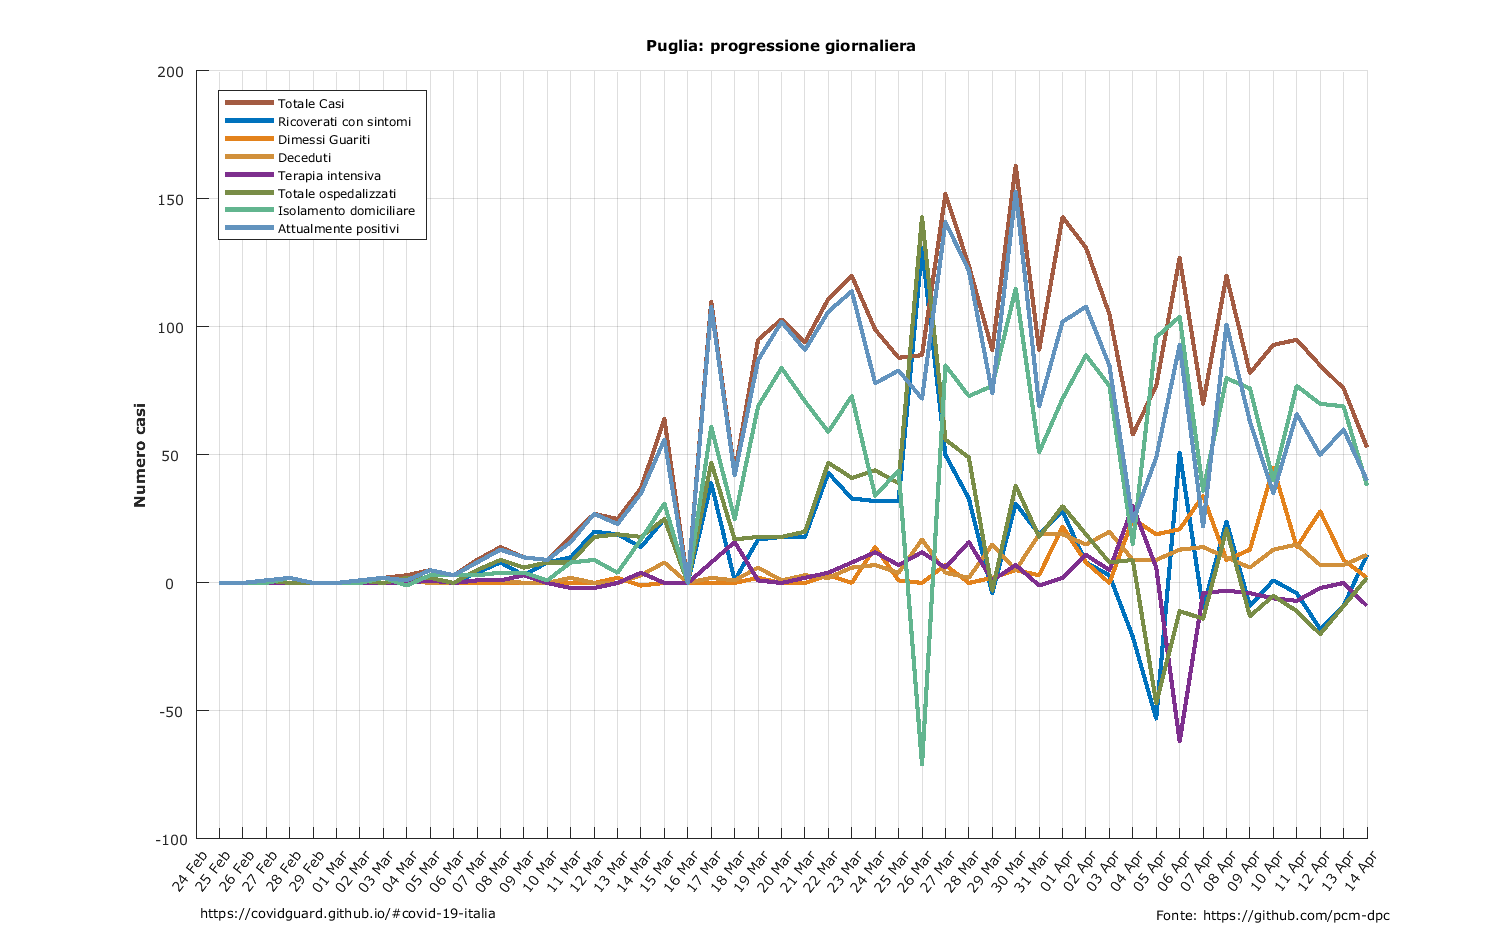 Puglia: progressione giornaliera
200
150
100
50
0
-50
-100
Numero casi
Totale Casi
Ricoverati con sintomi
Dimessi Guariti
Deceduti
Terapia intensiva
Totale ospedalizzati
Isolamento domiciliare
Attualmente positivi
24 Feb
25 Feb
26 Feb
27 Feb
28 Feb
29 Feb
01 Mar
02 Mar
03 Mar
04 Mar
05 Mar
06 Mar
07 Mar
08 Mar
09 Mar
10 Mar
11 Mar
12 Mar
13 Mar
14 Mar
15 Mar
16 Mar
17 Mar
18 Mar
19 Mar
20 Mar
21 Mar
22 Mar
23 Mar
24 Mar
25 Mar
26 Mar
27 Mar
28 Mar
29 Mar
30 Mar
31 Mar
01 Apr
02 Apr
03 Apr
04 Apr
05 Apr
06 Apr
07 Apr
08 Apr
09 Apr
10 Apr
11 Apr
12 Apr
13 Apr
14 Apr
https://covidguard.github.io/#covid-19-italia
Fonte: https://github.com/pcm-dpc